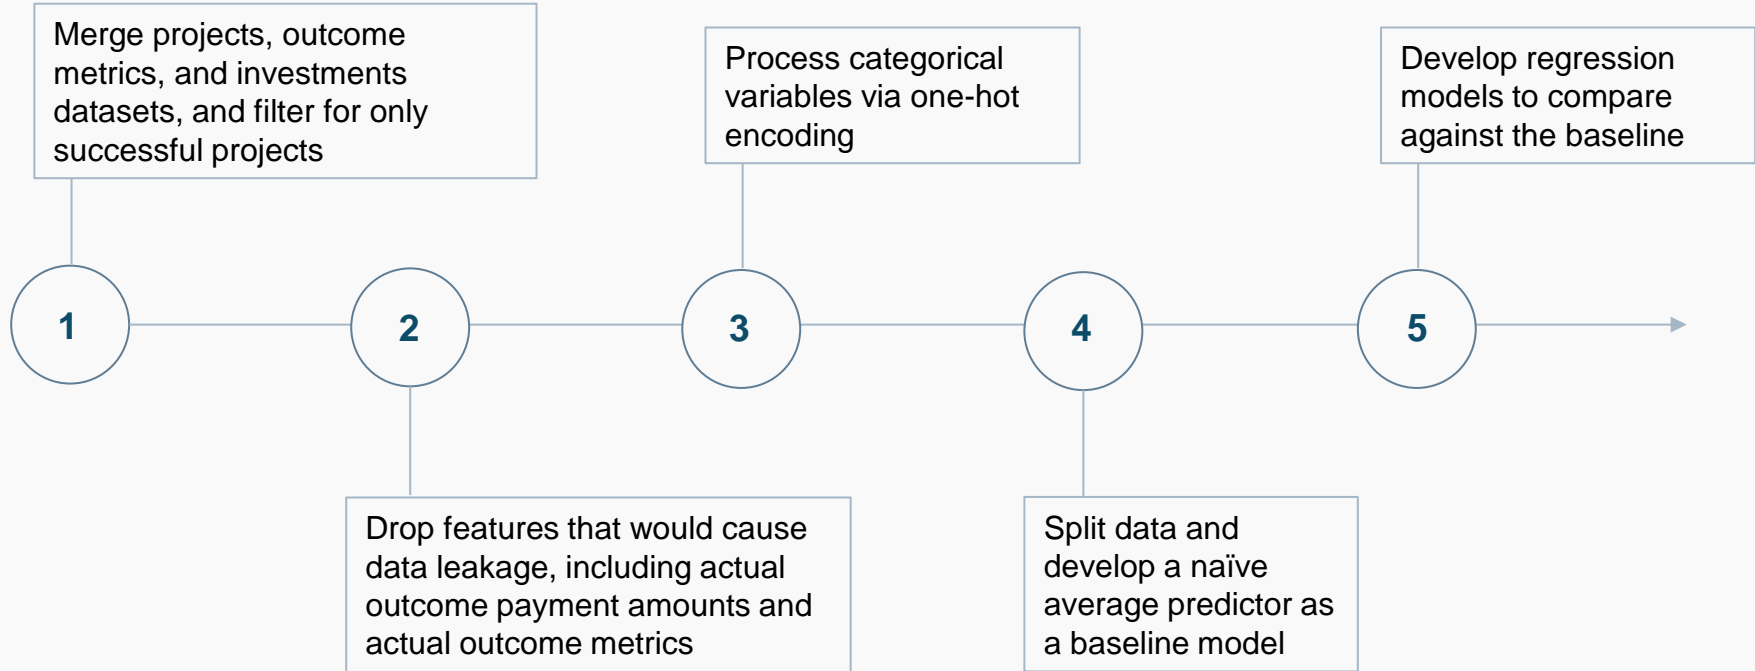 Merge projects, outcome
metrics, and investments
datasets, and filter for only
successful projects
Process categorical
variables via one-hot
encoding
Develop regression
models to compare
against the baseline
1
2
3
4
5
Drop features that would cause
data leakage, including actual
outcome payment amounts and
actual outcome metrics
Split data and
develop a naïve
average predictor as
a baseline model